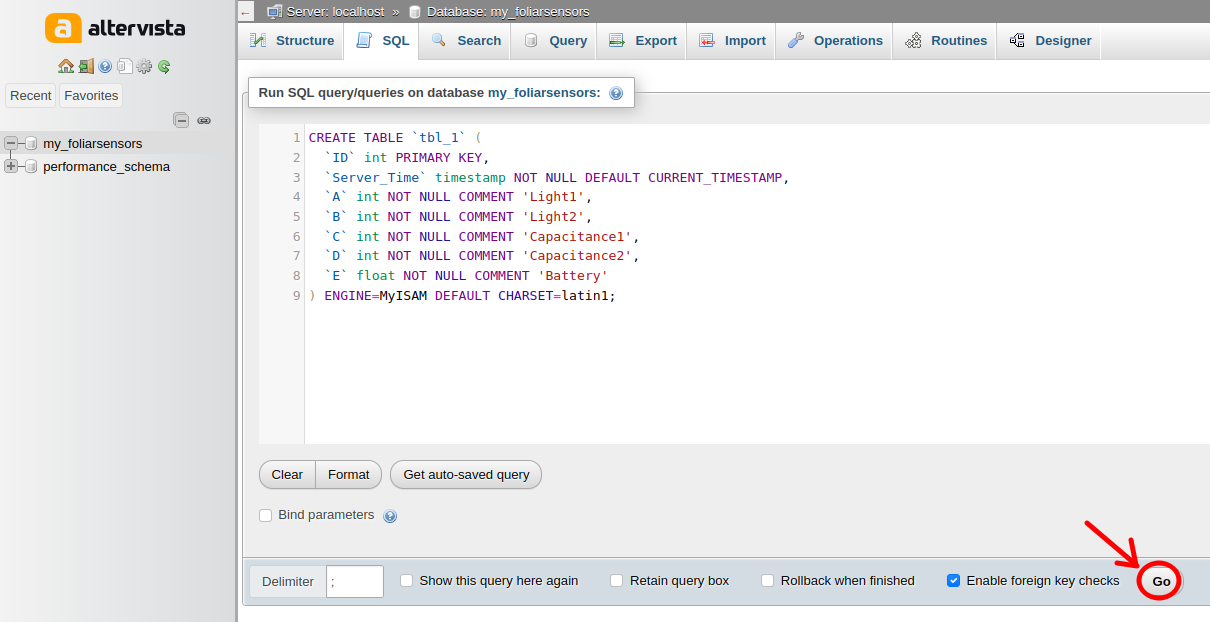 a altervista
Recent Favorites
my_foliarsensors
performance_schema
← Server: localhost » Database: my_foliarsensors
Structure SQL Search Query Export Import Operations Routines Designer
Run SQL query/queries on database my_foliarsensors:
1 CREATE TABLE `tbl_1` (
2 `ID` int PRIMARY KEY,
3 `Server_Time` timestamp NOT NULL DEFAULT CURRENT_TIMESTAMP,
4 `A` int NOT NULL COMMENT 'Light1',
5 `B` int NOT NULL COMMENT 'Light2',
6 `C` int NOT NULL COMMENT 'Capacitance1',
7 `D` int NOT NULL COMMENT 'Capacitance2',
8 `E` float NOT NULL COMMENT 'Battery'
9 ) ENGINE=MyISAM DEFAULT CHARSET=latin1;
Clear Format Get auto-saved query
Bind parameters
Delimiter ; Show this query here again Retain query box Rollback when finished Enable foreign key checks Go